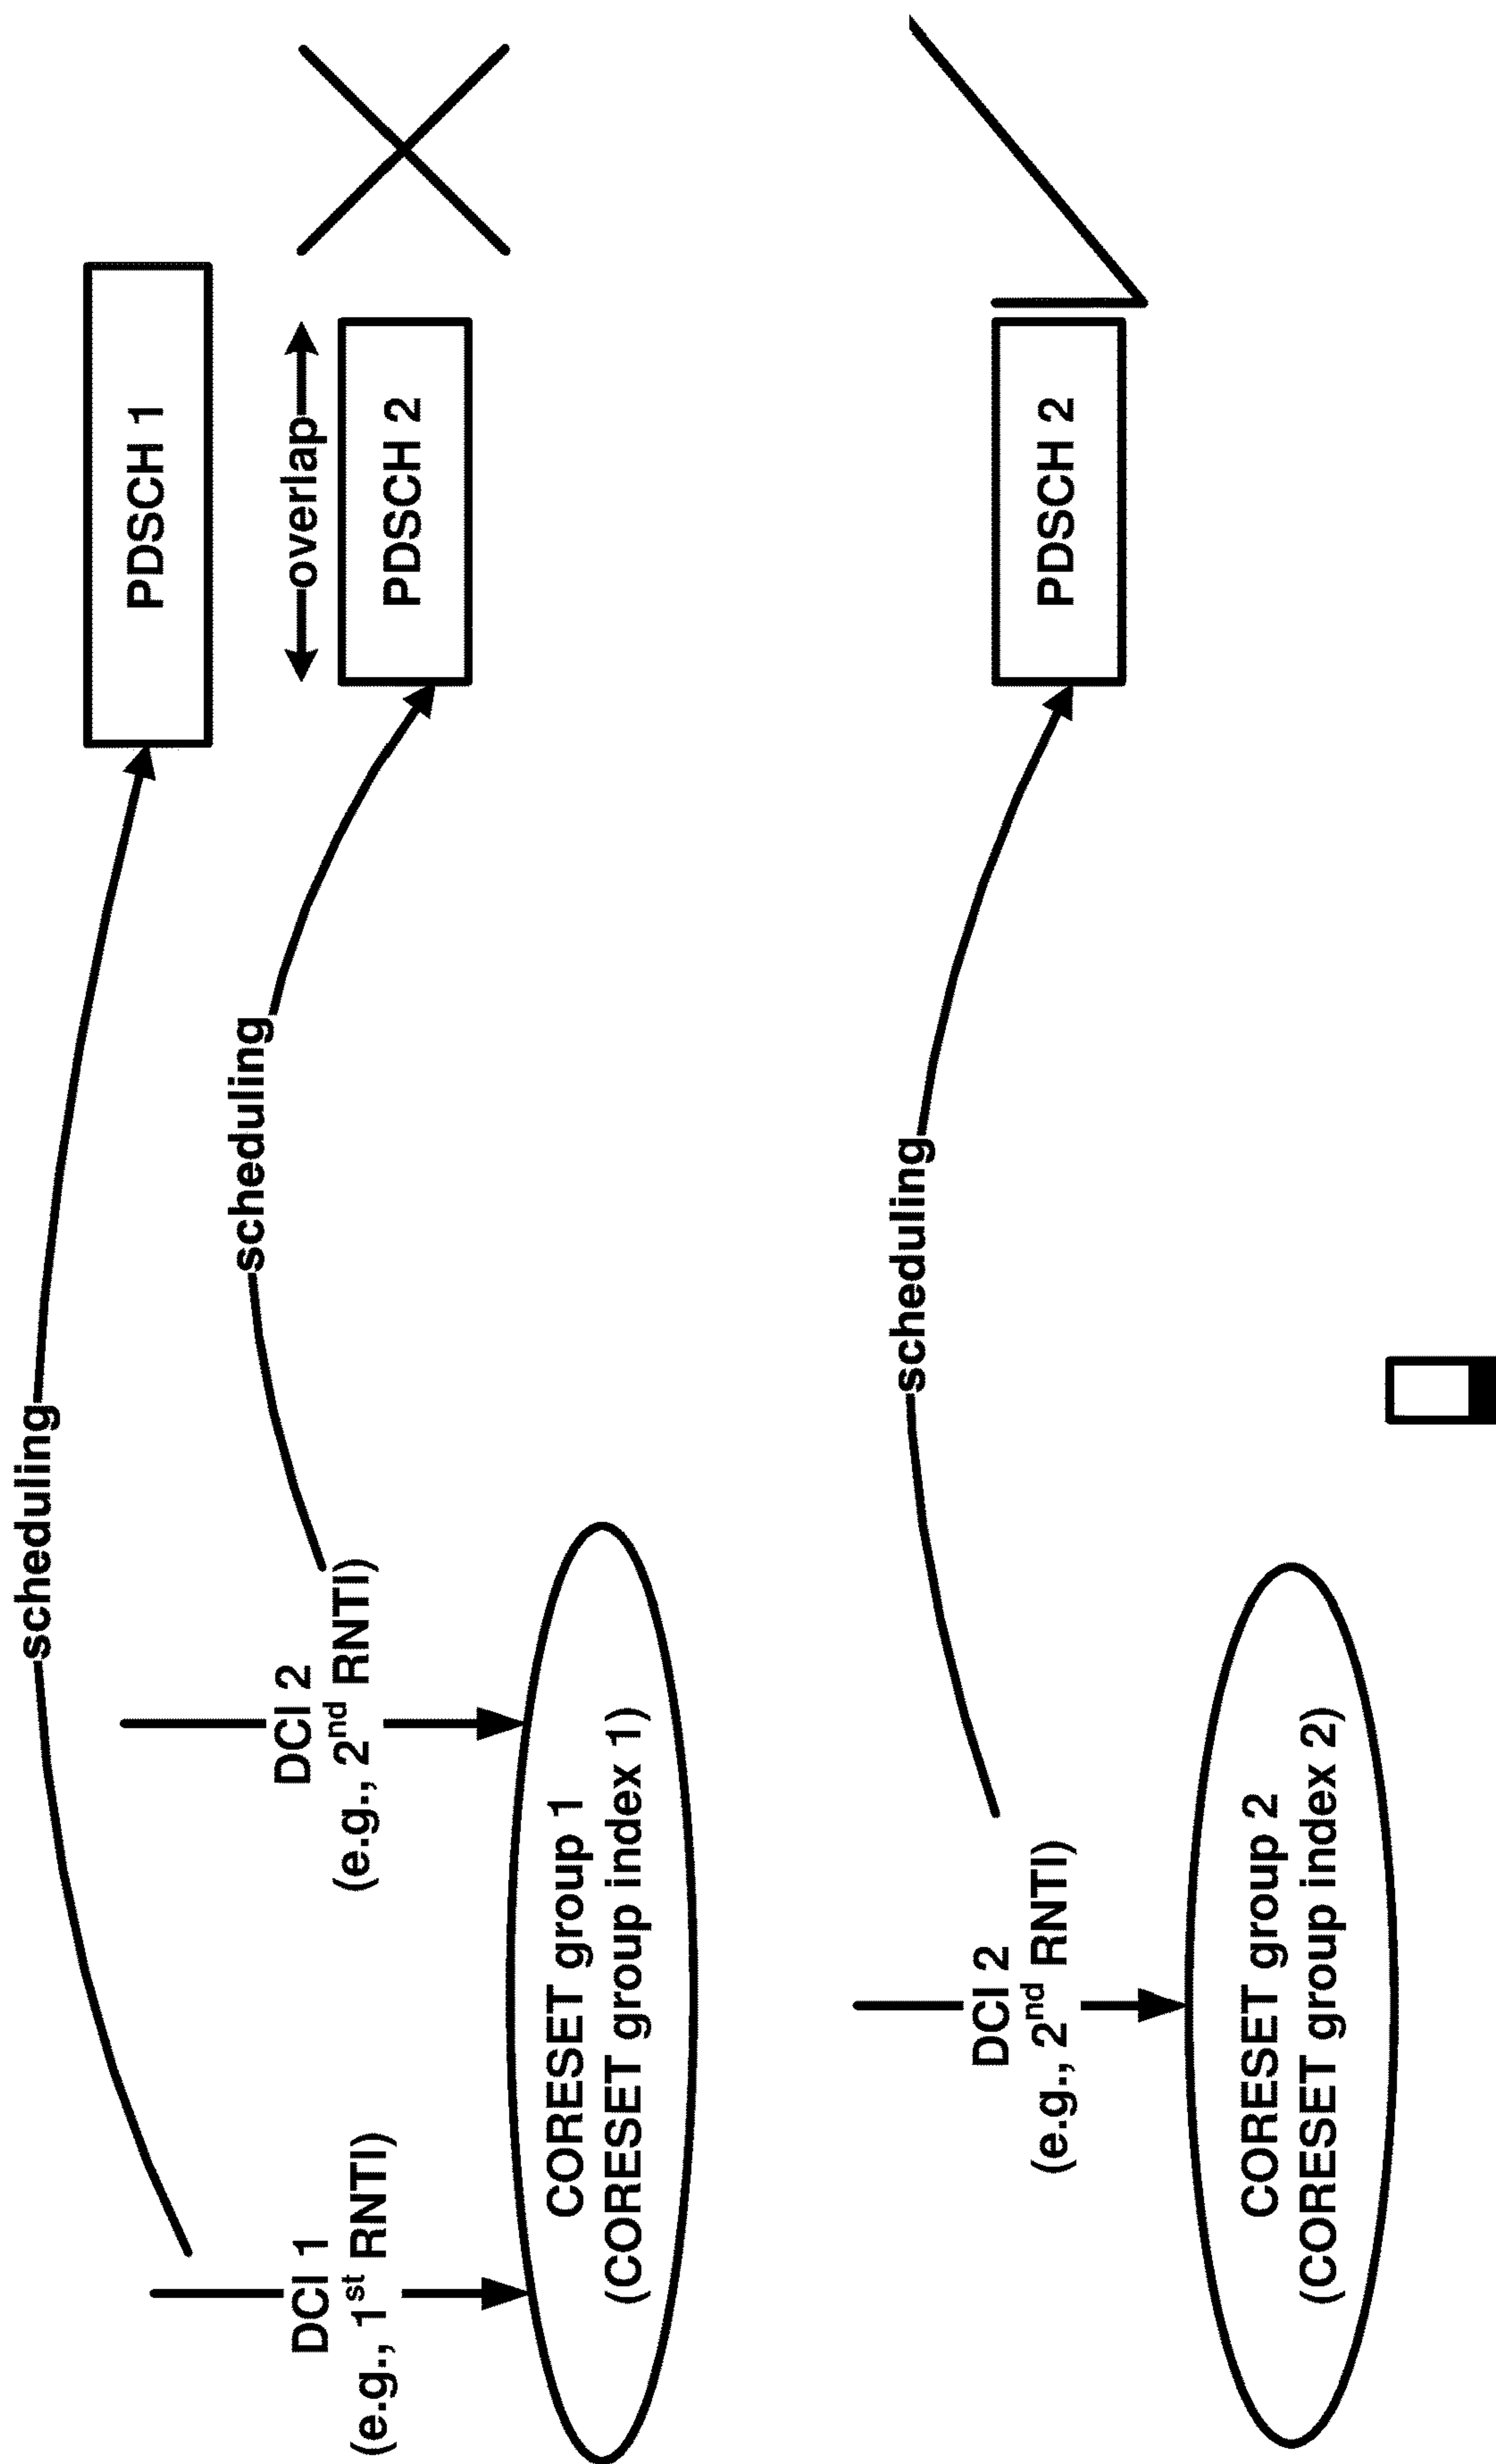 scheduling
PDSCH 1
DCI 1
(e.g., 1st RNTI)
DCI 2
(e.g., 2nd RNTI)
scheduling
overlap
PDSCH 2
CORESET group 1
(CORESET group index 1)
scheduling
PDSCH 2
DCI 2
(e.g., 2nd RNTI)
CORESET group 2
(CORESET group index 2)